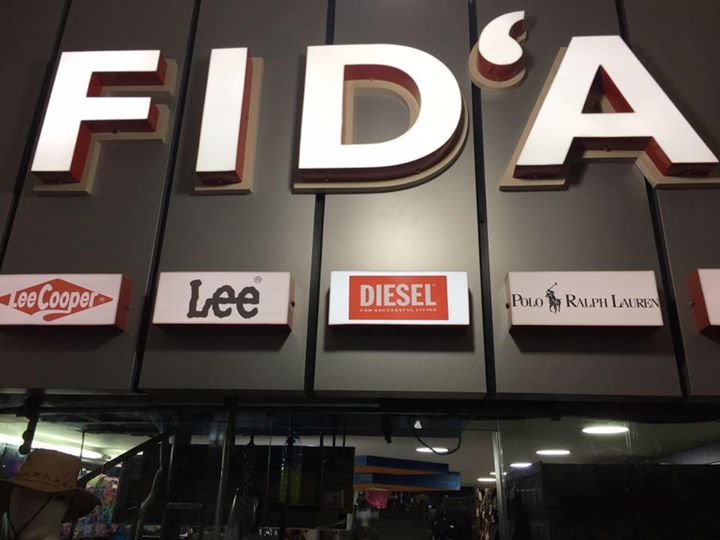 FID'A
Lee Cooper
Lee ®
DIESEL
FOR SUCCESSFUL LIVING
POLO RALPH LAUREN